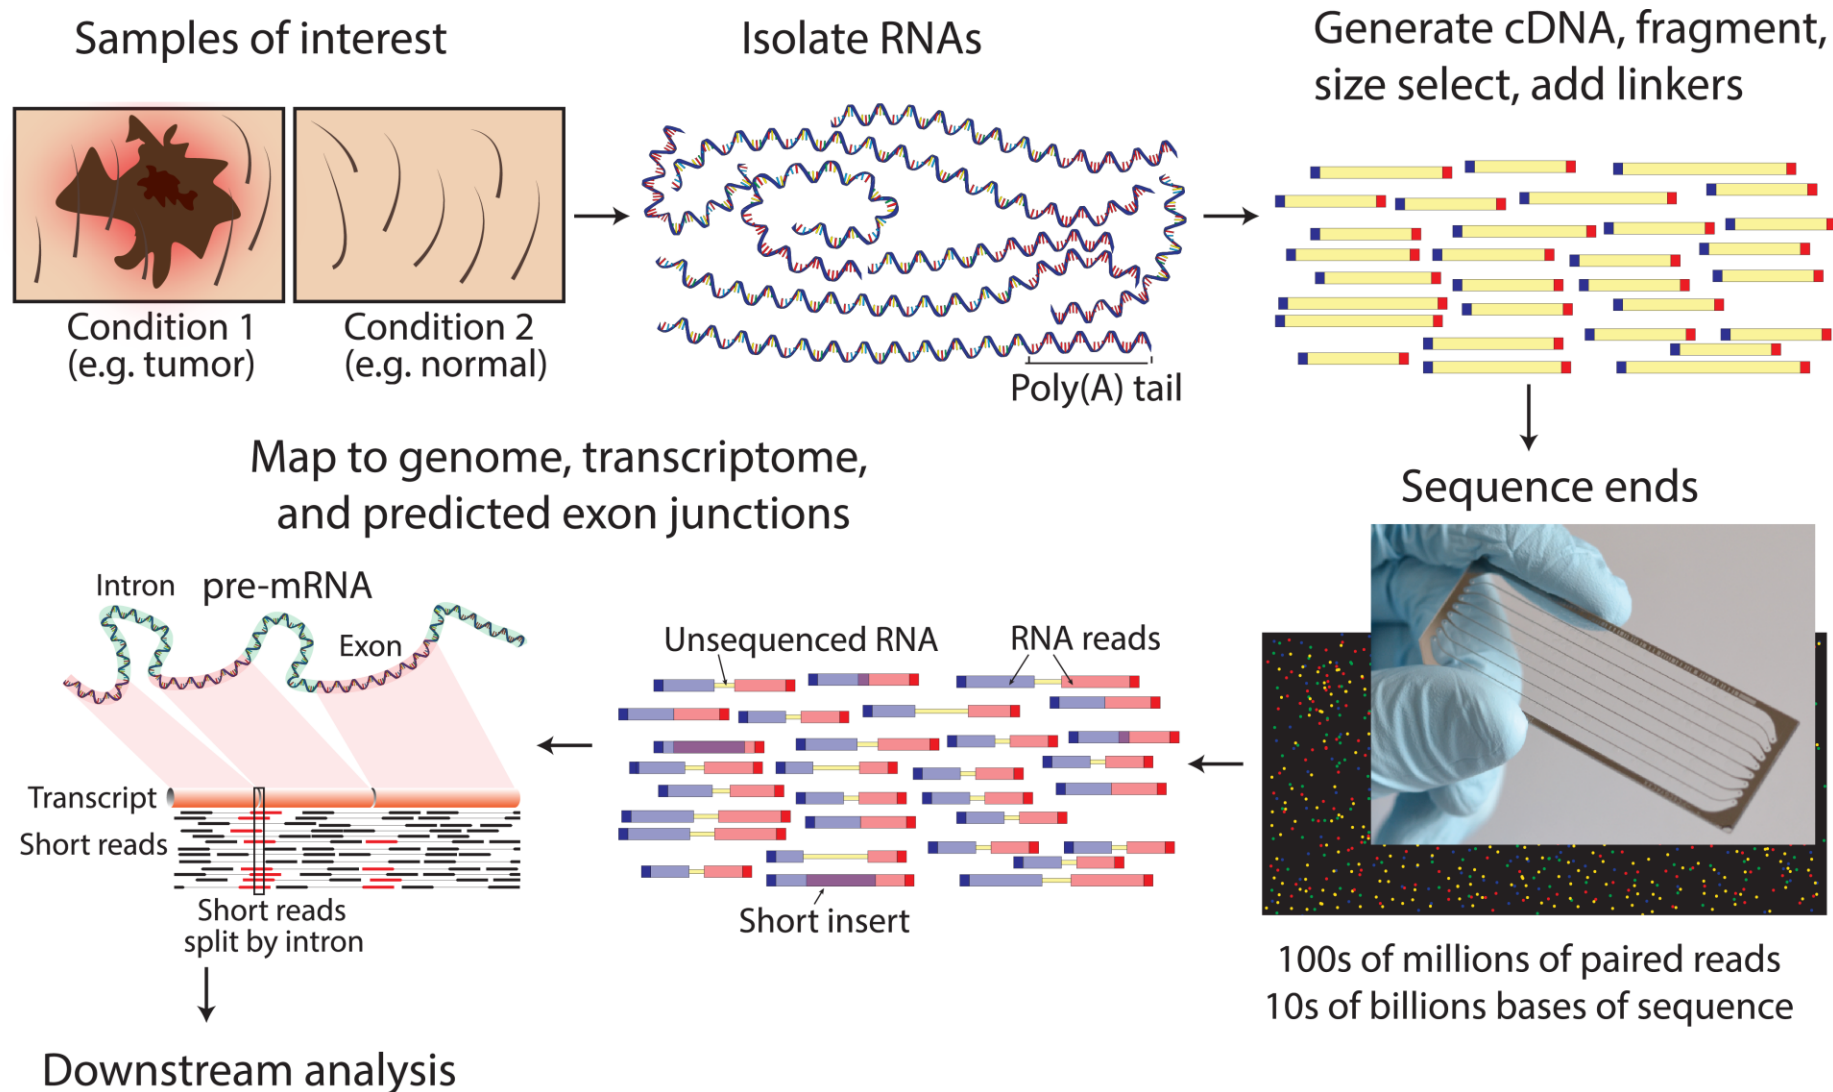 Samples of interest
Condition 1
(e.g. tumor)
Condition 2
(e.g. normal)
Isolate RNAs
Poly(A) tail
Generate cDNA, fragment,
size select, add linkers
Sequence ends
100s of millions of paired reads
10s of billions bases of sequence
Unsequenced RNA
RNA reads
Short insert
Map to genome, transcriptome,
and predicted exon junctions
Intron
pre-mRNA
Exon
Transcript
Short reads
Short reads
split by intron
Downstream analysis